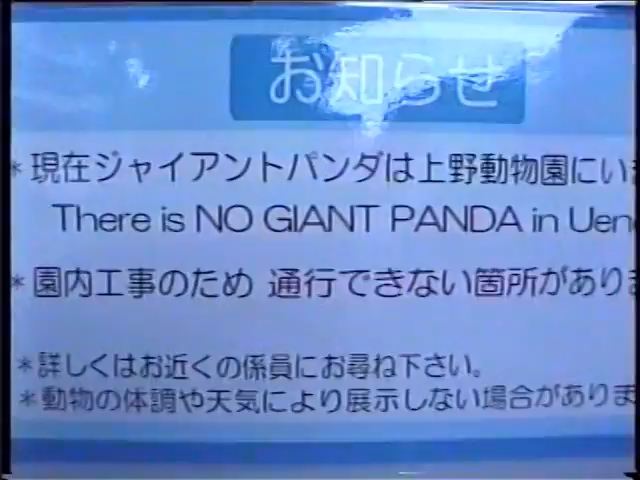 お知らせ
*現在ジャイアントパンダは上野動物園にい
There is NO GIANT PANDA in Uen
*園内工事のため 通行できない箇所があり
*詳しくはお近くの係員にお尋ね下さい。
*動物の体調や天気により展示しない場合がありま